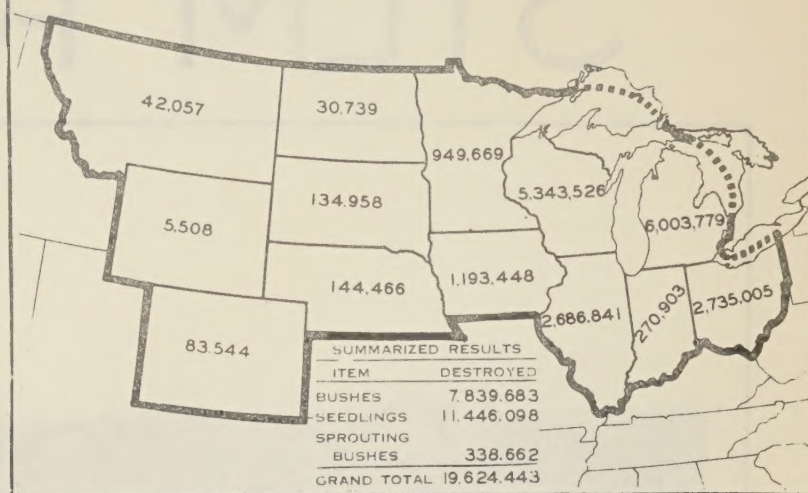 42,057
30,739
949,669
5,343,526
6,003,779
5,508
134.958
144,466
1,193,448
2,686,841
270,903
2,735,005
83.544
SUMMARIZED RESULTS
ITEM DESTROYED
BUSHES 7,839,683
SEEDLINGS 11.446.098
SPROUTING
BUSHES 338.662
GRAND TOTAL 19.624.443